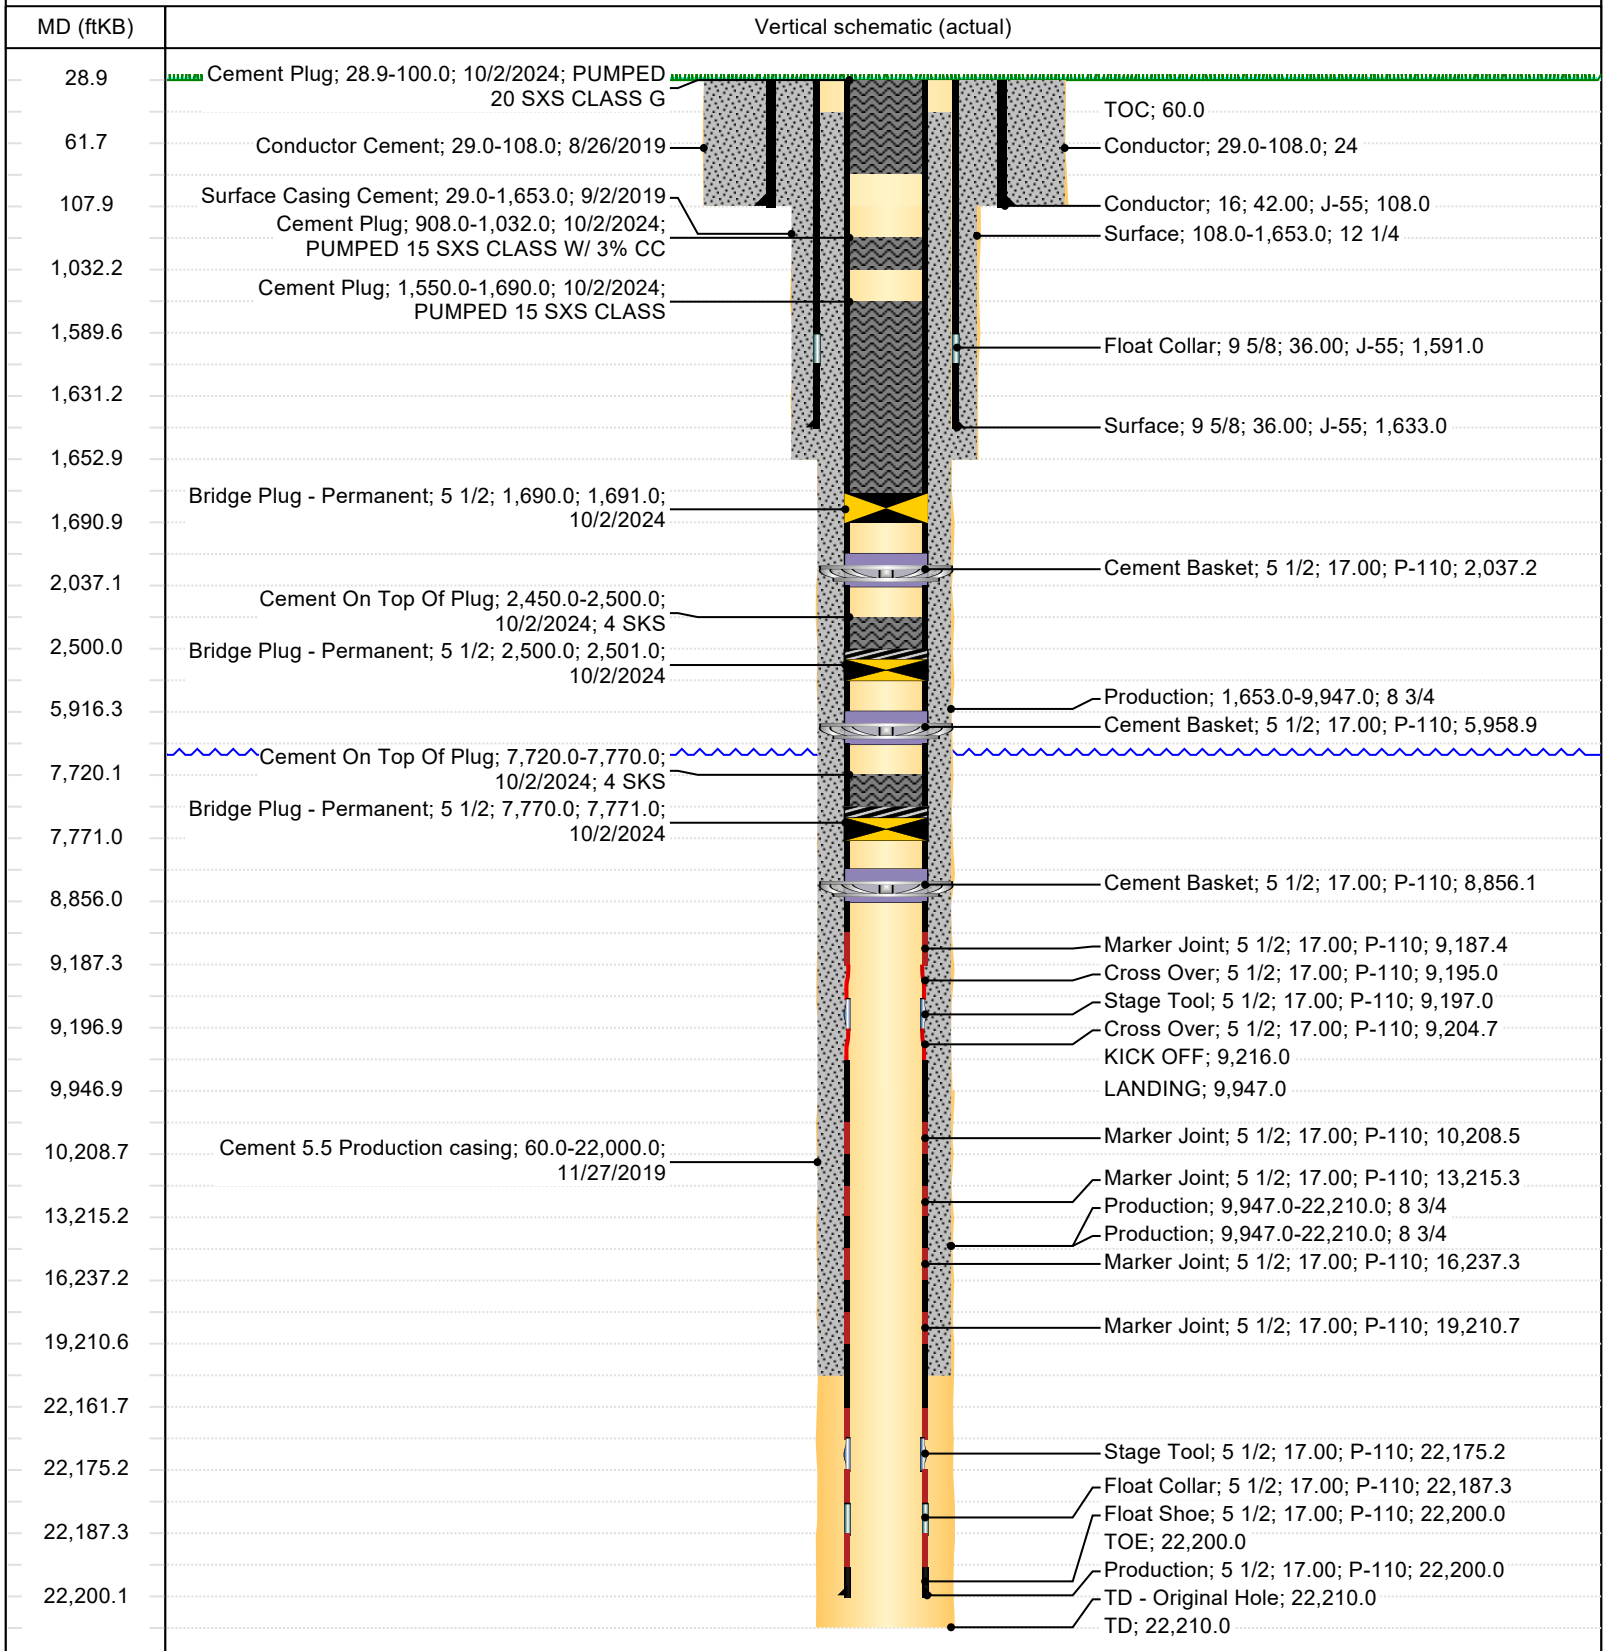 MD (ftKB)
Vertical schematic (actual)
28.9
61.7
107.9
1,032.2
1,589.6
1,631.2
1,652.9
1,690.9
2,037.1
2,500.0
5,916.3
7,720.1
7,771.0
8,856.0
9,187.3
9,196.9
9,946.9
10,208.7
13,215.2
16,237.2
19,210.6
22,161.7
22,175.2
22,187.3
22,200.1
Cement Plug; 28.9-100.0; 10/2/2024; PUMPED
20 SXS CLASS G
Conductor Cement; 29.0-108.0; 8/26/2019
Surface Casing Cement; 29.0-1,653.0; 9/2/2019
Cement Plug; 908.0-1,032.0; 10/2/2024;
PUMPED 15 SXS CLASS W/ 3% CC
Cement Plug; 1,550.0-1,690.0; 10/2/2024;
PUMPED 15 SXS CLASS
Bridge Plug - Permanent; 5 1/2; 1,690.0; 1,691.0;
10/2/2024
Cement On Top Of Plug; 2,450.0-2,500.0;
10/2/2024; 4 SKS
Bridge Plug - Permanent; 5 1/2; 2,500.0; 2,501.0;
10/2/2024
Cement On Top Of Plug; 7,720.0-7,770.0;
10/2/2024; 4 SKS
Bridge Plug - Permanent; 5 1/2; 7,770.0; 7,771.0;
10/2/2024
Cement 5.5 Production casing; 60.0-22,000.0;
11/27/2019
TOC; 60.0
Conductor; 29.0-108.0; 24
Conductor; 16; 42.00; J-55; 108.0
Surface; 108.0-1,653.0; 12 1/4
Float Collar; 9 5/8; 36.00; J-55; 1,591.0
Surface; 9 5/8; 36.00; J-55; 1,633.0
Cement Basket; 5 1/2; 17.00; P-110; 2,037.2
Production; 1,653.0-9,947.0; 8 3/4
Cement Basket; 5 1/2; 17.00; P-110; 5,958.9
Cement Basket; 5 1/2; 17.00; P-110; 8,856.1
Marker Joint; 5 1/2; 17.00; P-110; 9,187.4
Cross Over; 5 1/2; 17.00; P-110; 9,195.0
Stage Tool; 5 1/2; 17.00; P-110; 9,197.0
Cross Over; 5 1/2; 17.00; P-110; 9,204.7
KICK OFF; 9,216.0
LANDING; 9,947.0
Marker Joint; 5 1/2; 17.00; P-110; 10,208.5
Marker Joint; 5 1/2; 17.00; P-110; 13,215.3
Production; 9,947.0-22,210.0; 8 3/4
Production; 9,947.0-22,210.0; 8 3/4
Marker Joint; 5 1/2; 17.00; P-110; 16,237.3
Marker Joint; 5 1/2; 17.00; P-110; 19,210.7
Stage Tool; 5 1/2; 17.00; P-110; 22,175.2
Float Collar; 5 1/2; 17.00; P-110; 22,187.3
Float Shoe; 5 1/2; 17.00; P-110; 22,200.0
TOE; 22,200.0
Production; 5 1/2; 17.00; P-110; 22,200.0
TD - Original Hole; 22,210.0
TD; 22,210.0